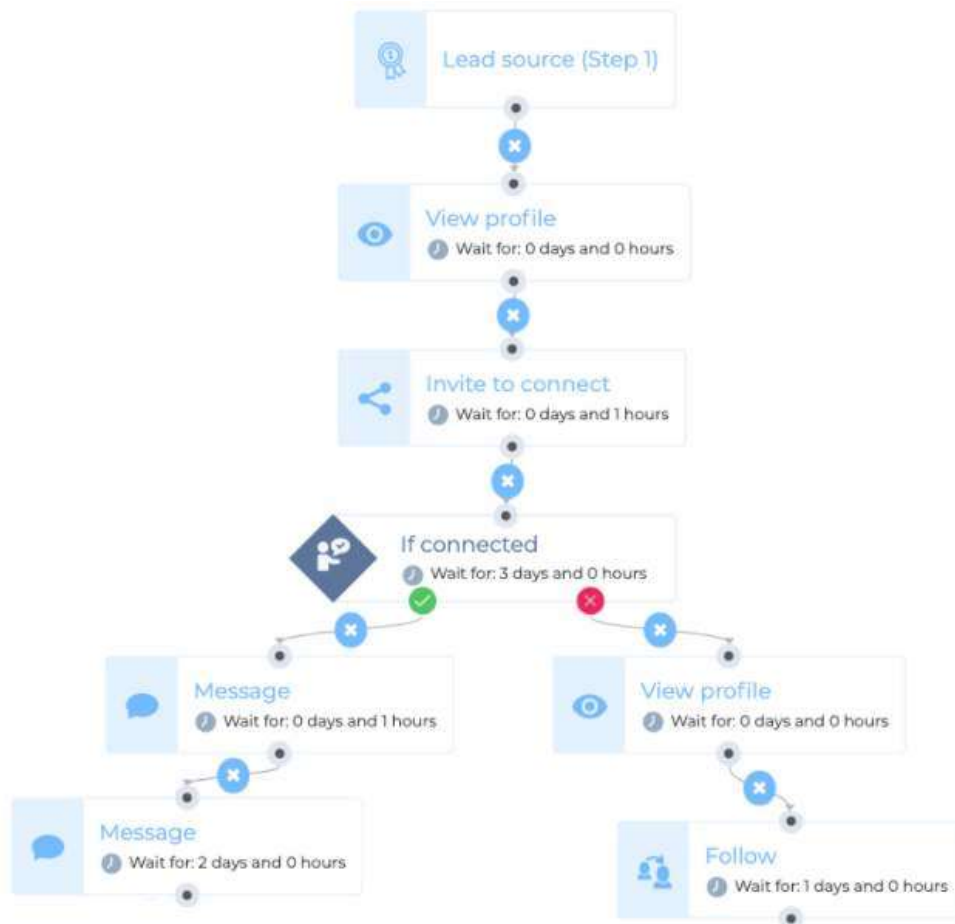 Lead source (Step 1)
View profile
Wait for: 0 days and 0 hours
Invite to connect
Wait for: 0 days and 1 hours
If connected
Wait for: 3 days and 0 hours
Message
Wait for: 0 days and 1 hours
View profile
Wait for: 0 days and 0 hours
Message
Wait for: 2 days and 0 hours
Follow
Wait for: 1 days and 0 hours